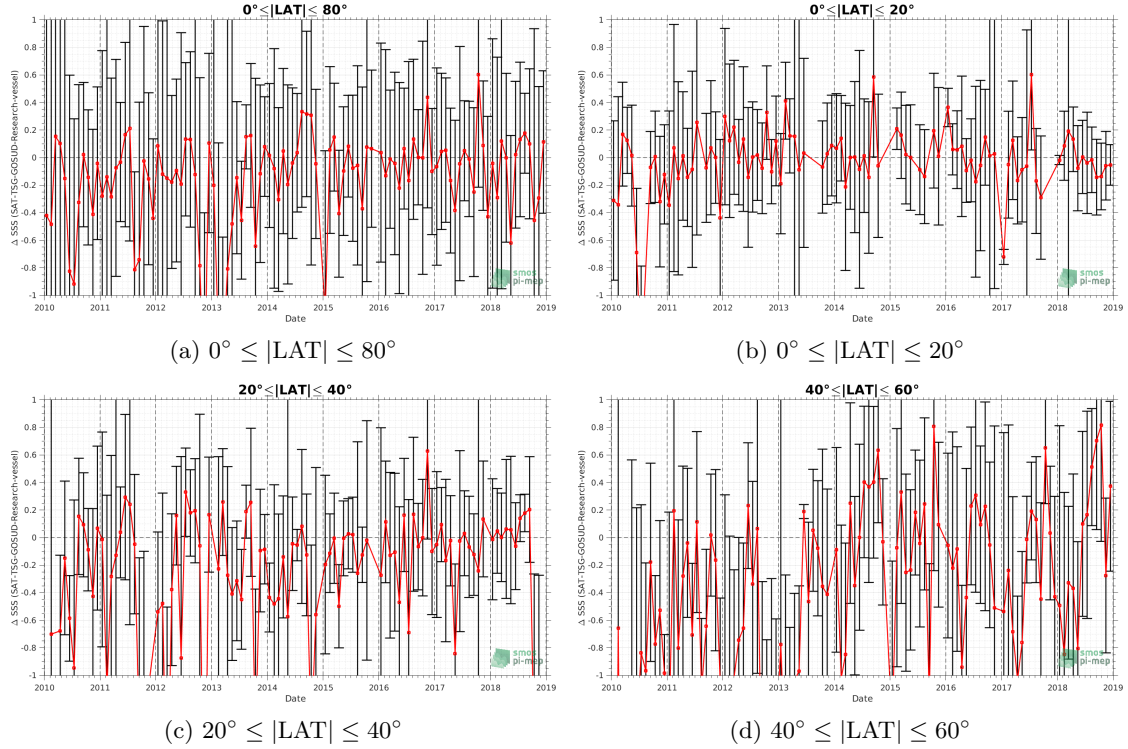 0°≤|LAT|≤ 80°
Δ SSS (SAT-TSG-GOSUD-Research-vessel)
1
0.8
0.6
0.4
0.2
0
-0.2
-0.4
-0.6
-0.8
-1
2010 2011 2012 2013 2014 2015 2016 2017 2018 2019
Date
smos
pi-mep
(a) 0° ≤ |LAT| ≤ 80°
0°≤|LAT|≤ 20°
Δ SSS (SAT-TSG-GOSUD-Research-vessel)
1
0.8
0.6
0.4
0.2
0
-0.2
-0.4
-0.6
-0.8
-1
2010 2011 2012 2013 2014 2015 2016 2017 2018 2019
Date
smos
pi-mep
(b) 0° ≤ |LAT| ≤ 20°
20°≤|LAT|≤ 40°
Δ SSS (SAT-TSG-GOSUD-Research-vessel)
1
0.8
0.6
0.4
0.2
0
-0.2
-0.4
-0.6
-0.8
-1
2010 2011 2012 2013 2014 2015 2016 2017 2018 2019
Date
smos
pi-mep
(c) 20° ≤ |LAT| ≤ 40°
40°≤|LAT|≤ 60°
Δ SSS (SAT-TSG-GOSUD-Research-vessel)
1
0.8
0.6
0.4
0.2
0
-0.2
-0.4
-0.6
-0.8
-1
2010 2011 2012 2013 2014 2015 2016 2017 2018 2019
Date
smos
pi-mep
(d) 40° ≤ |LAT| ≤ 60°